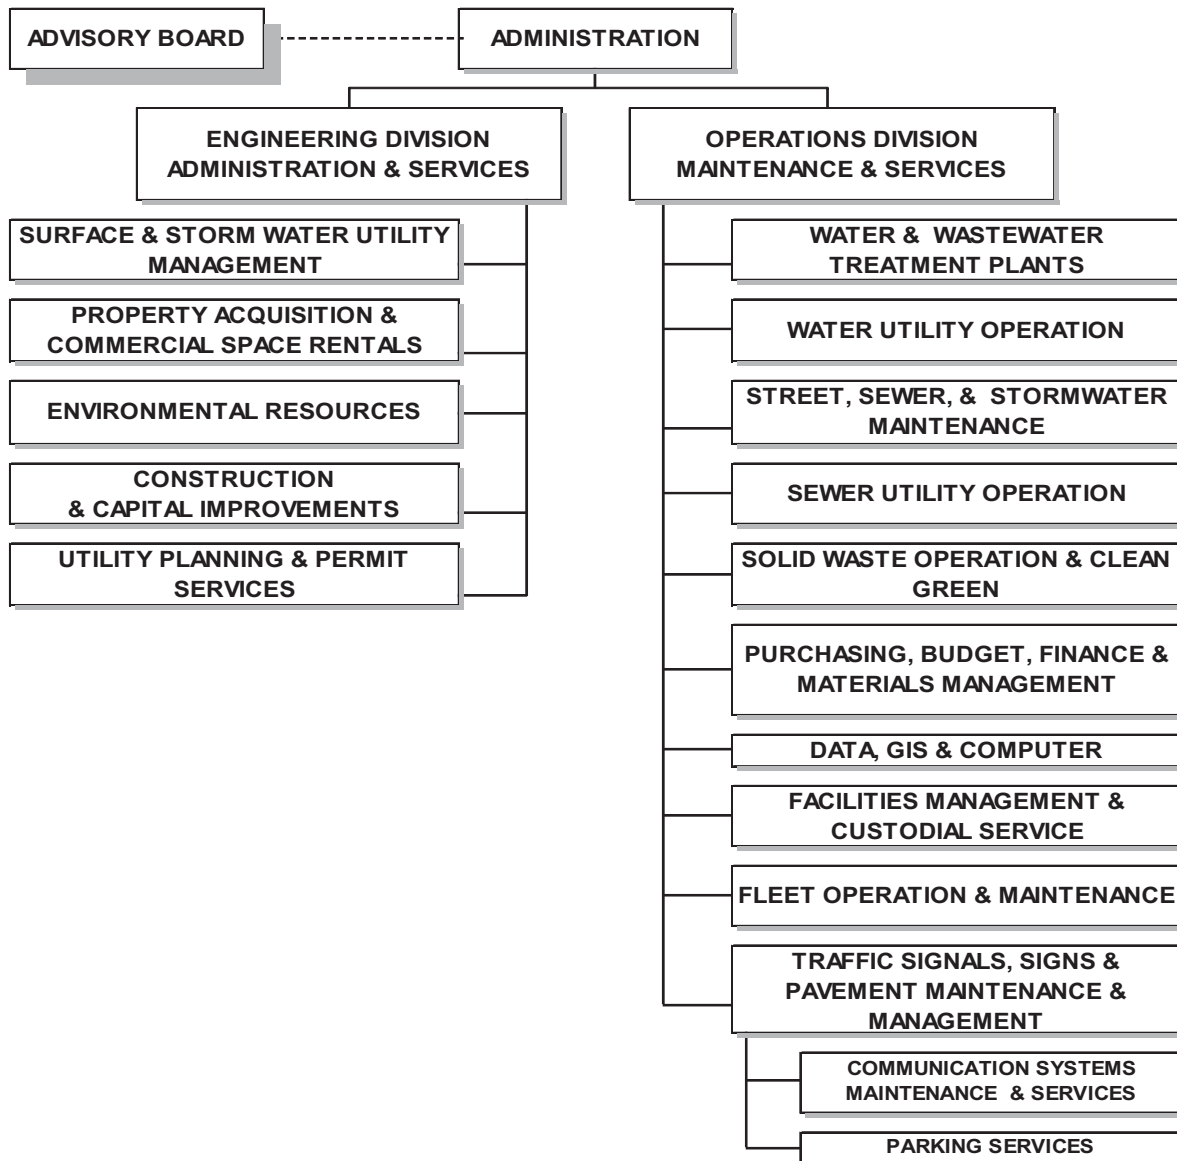 ADVISORY BOARD
ADMINISTRATION
ENGINEERING DIVISION
ADMINISTRATION & SERVICES
OPERATIONS DIVISION
MAINTENANCE & SERVICES
SURFACE & STORM WATER UTILITY
MANAGEMENT
PROPERTY ACQUISITION &
COMMERCIAL SPACE RENTALS
ENVIRONMENTAL RESOURCES
CONSTRUCTION
& CAPITAL IMPROVEMENTS
UTILITY PLANNING & PERMIT
SERVICES
WATER & WASTEWATER
TREATMENT PLANTS
WATER UTILITY OPERATION
STREET, SEWER, & STORMWATER
MAINTENANCE
SEWER UTILITY OPERATION
SOLID WASTE OPERATION & CLEAN
GREEN
PURCHASING, BUDGET, FINANCE &
MATERIALS MANAGEMENT
DATA, GIS & COMPUTER
FACILITIES MANAGEMENT &
CUSTODIAL SERVICE
FLEET OPERATION & MAINTENANCE
TRAFFIC SIGNALS, SIGNS &
PAVEMENT MAINTENANCE &
MANAGEMENT
COMMUNICATION SYSTEMS
MAINTENANCE & SERVICES
PARKING SERVICES